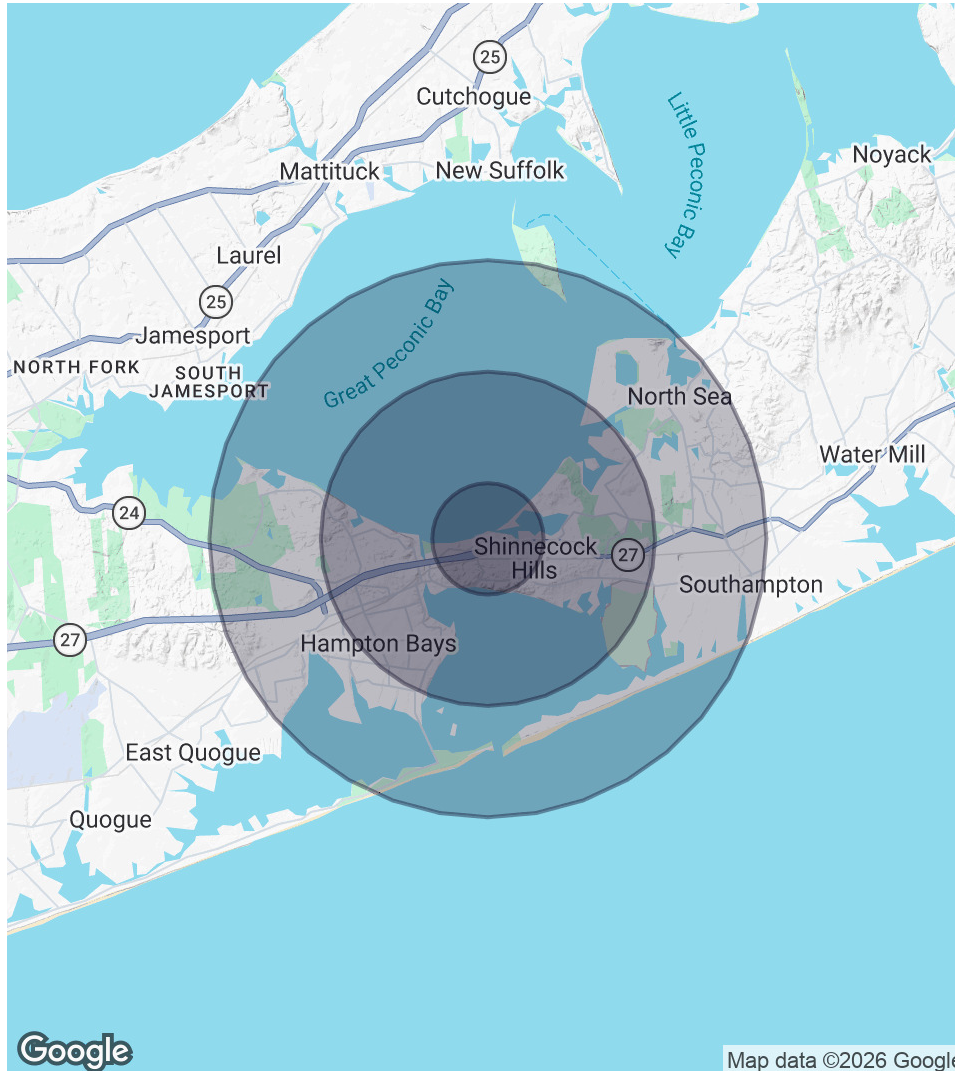 25
Cutchogue
Little Peconic Bay
Noyack
Mattituck
New Suffolk
Laurel
25
Great Peconic Bay
Jamesport
NORTH FORK
SOUTH
JAMESPORT
North Sea
Water Mill
24
Shinnecock
Hills
27
Southampton
27
Hampton Bays
East Quogue
Quogue
Google
Map data ©2026 Google